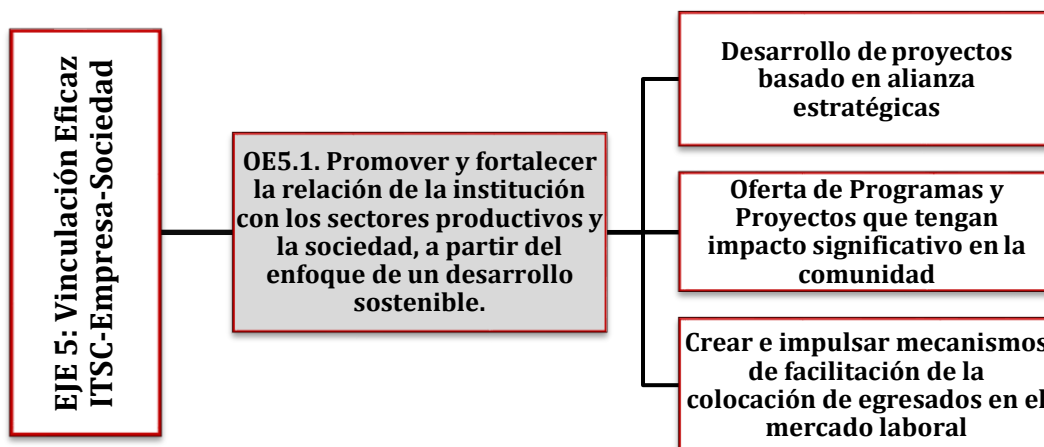 EJE 5: Vinculación Eficaz
ITSC-Empresa-Sociedad
OE5.1. Promover y fortalecer
la relación de la institución
con los sectores productivos y
la sociedad, a partir del
enfoque de un desarrollo
sostenible.
Desarrollo de proyectos
basado en alianza
estratégicas
Oferta de Programas y
Proyectos que tengan
impacto significativo en la
comunidad
Crear e impulsar mecanismos
de facilitación de la
colocación de egresados en el
mercado laboral